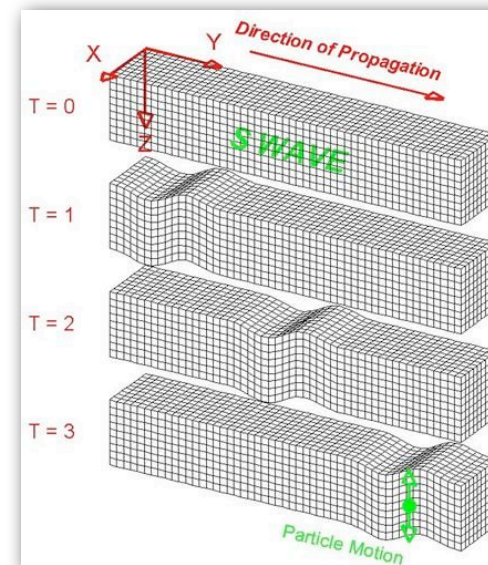 Direction of Propagation
X
Y
Z
T = 0
S WAVE
T = 1
T = 2
T = 3
Particle Motion